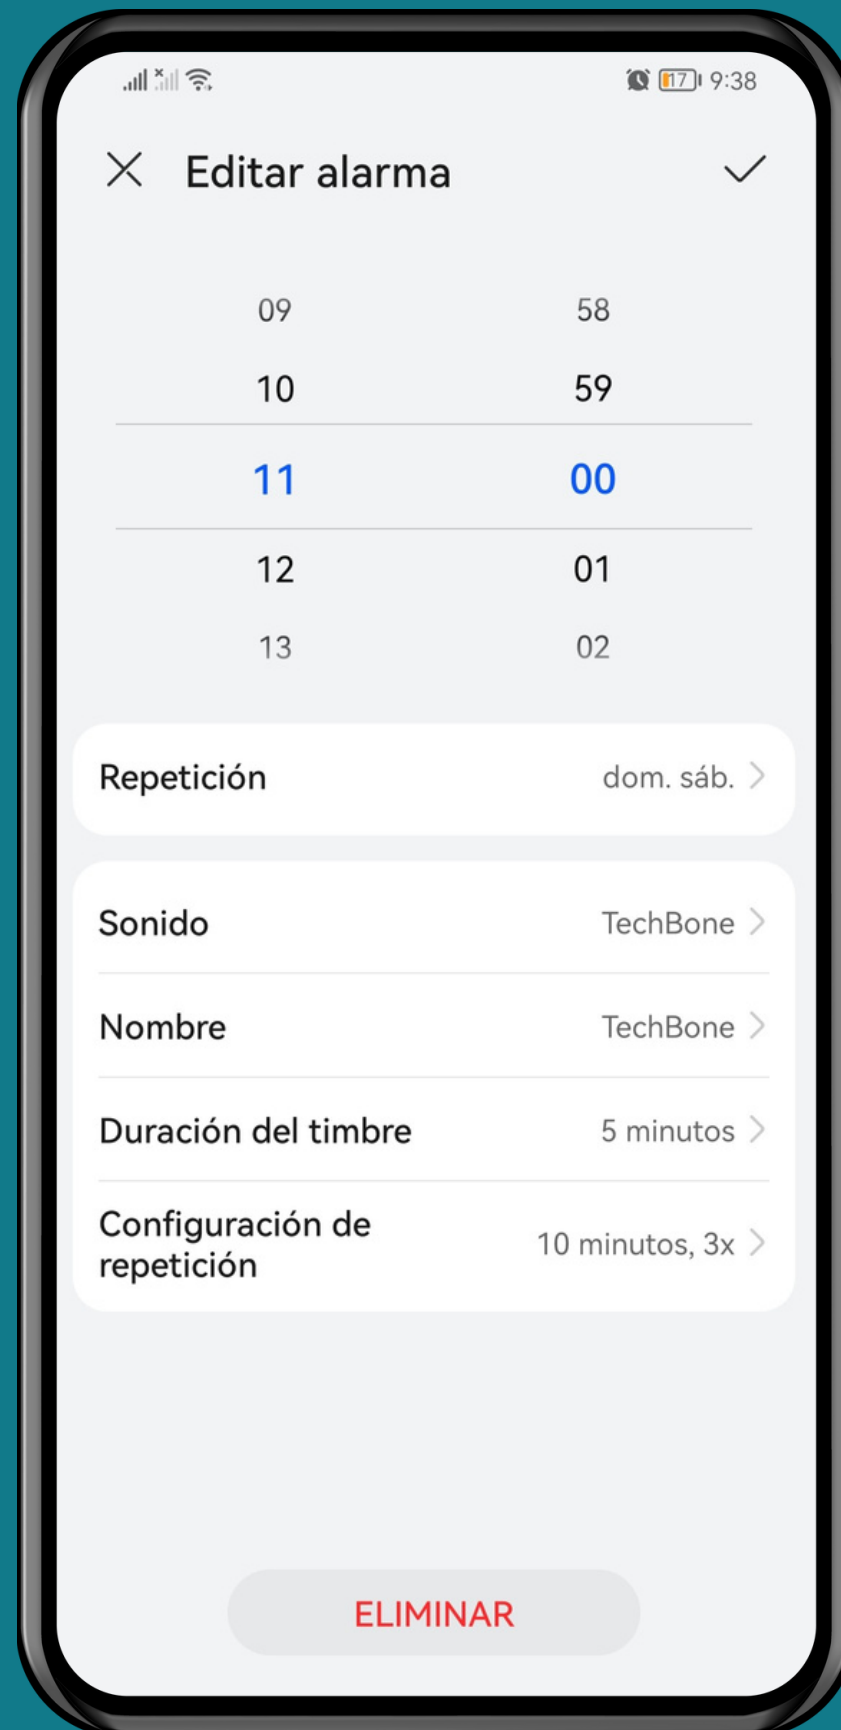 17 9:38
Editar alarma
09 58
10 59
11 00
12 01
13 02
Repetición dom. sáb.
Sonido TechBone
Nombre TechBone
Duración del timbre 5 minutos
Configuración de
repetición 10 minutos, 3x
ELIMINAR